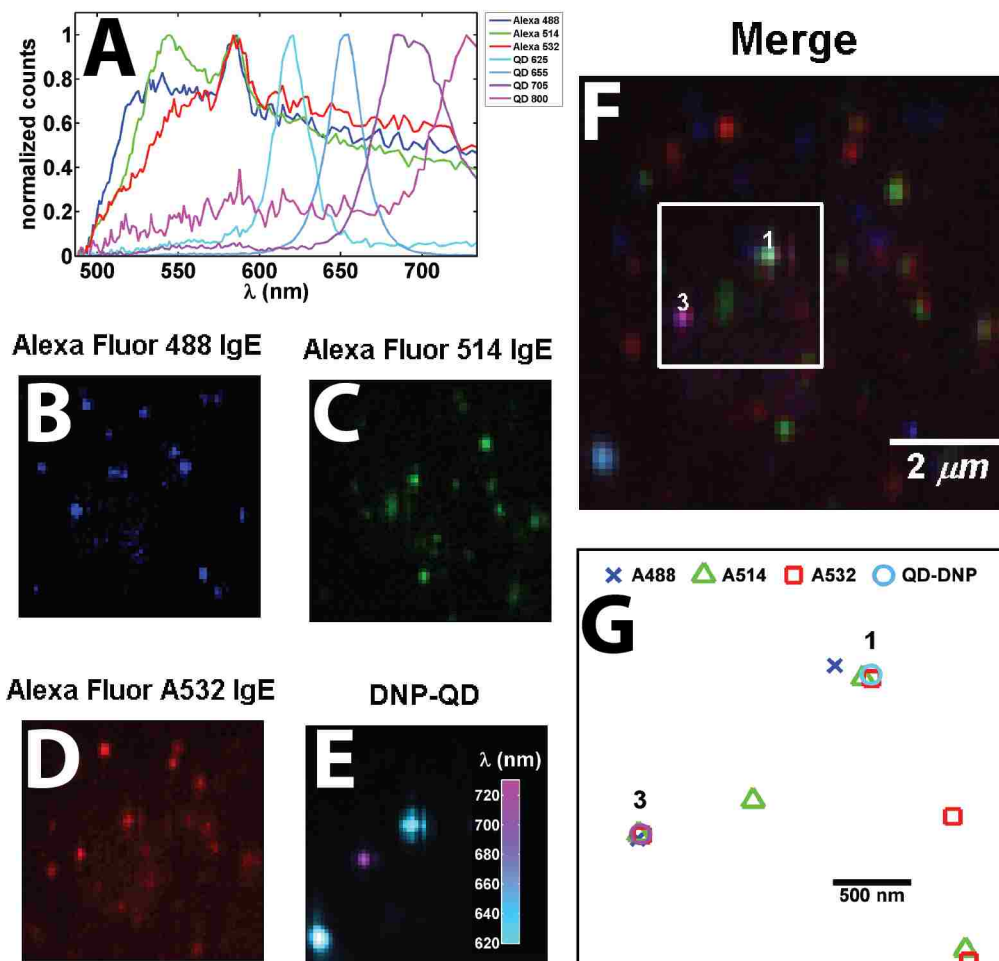 A
normalized counts
1
0.8
0.6
0.4
0.2
0
500
550
600
650
700
λ (nm)
Alexa 488
Alexa 514
Alexa 532
QD 625
QD 655
QD 705
QD 800
Merge
F
1
3
2 μm
Alexa Fluor 488 IgE
B
Alexa Fluor 514 IgE
C
Alexa Fluor A532 IgE
D
DNP-QD
E
λ (nm)
720
700
680
660
640
620
A488 A514 A532 QD-DNP
G
1
3
500 nm